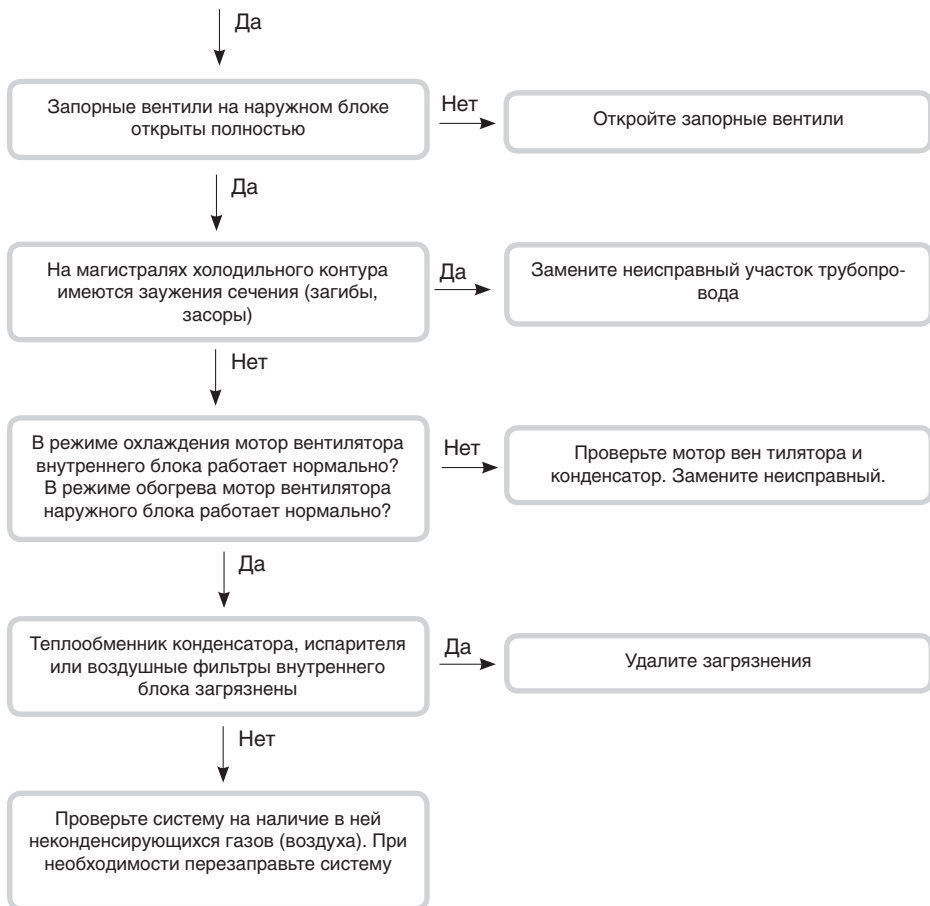 Да
Запорные вентили на наружном блоке
открыты полностью
Нет
Откройте запорные вентили
Да
На магистралях холодильного контура
имеются заужения сечения (загибы,
засоры)
Да
Замените неисправный участок трубопро-
вода
Нет
В режиме охлаждения мотор вентилятора
внутреннего блока работает нормально?
В режиме обогрева мотор вентилятора
наружного блока работает нормально?
Нет
Проверьте мотор вен тилятора и
конденсатор. Замените неисправный.
Да
Теплообменник конденсатора, испарителя
или воздушные фильтры внутреннего
блока загрязнены
Да
Удалите загрязнения
Нет
Проверьте систему на наличие в ней
неконденсирующихся газов (воздуха). При
необходимости перезаправьте систему